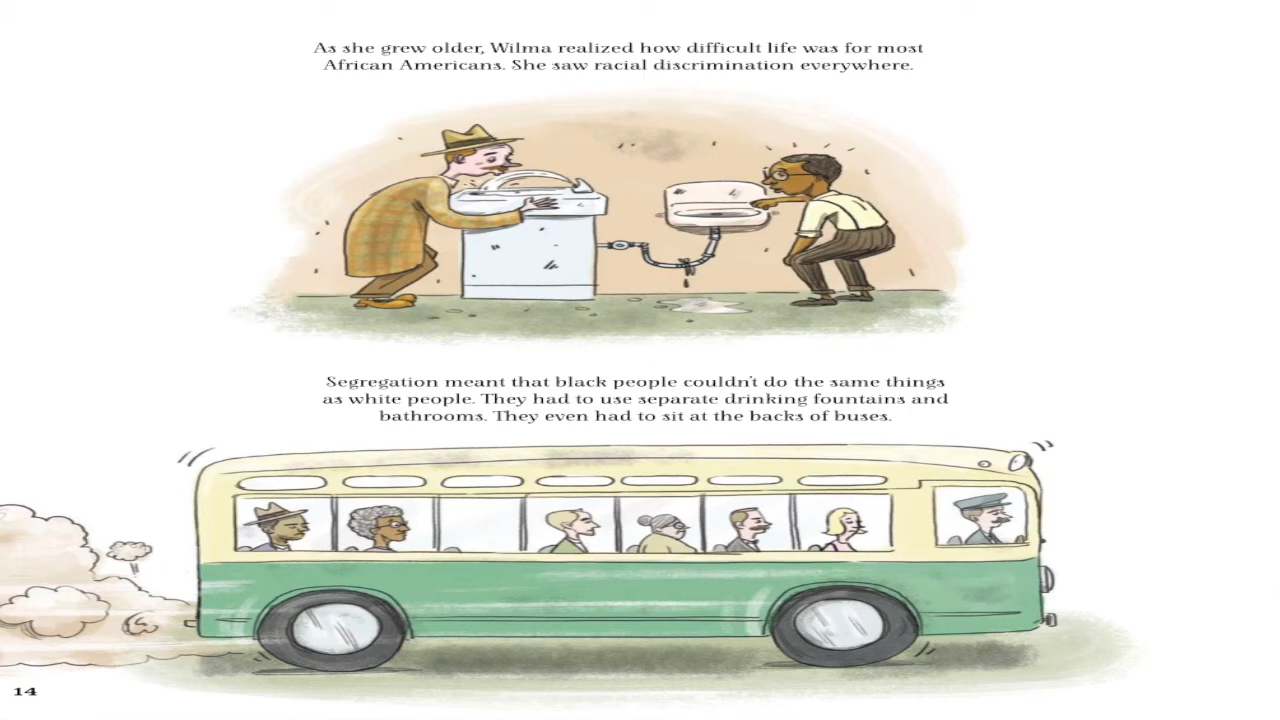 As she grew older, Wilma realized how difficult life was for most
African Americans. She saw racial discrimination everywhere.
Segregation meant that black people couldn't do the same things
as white people. They had to use separate drinking fountains and
bathrooms. They even had to sit at the backs of buses.
14